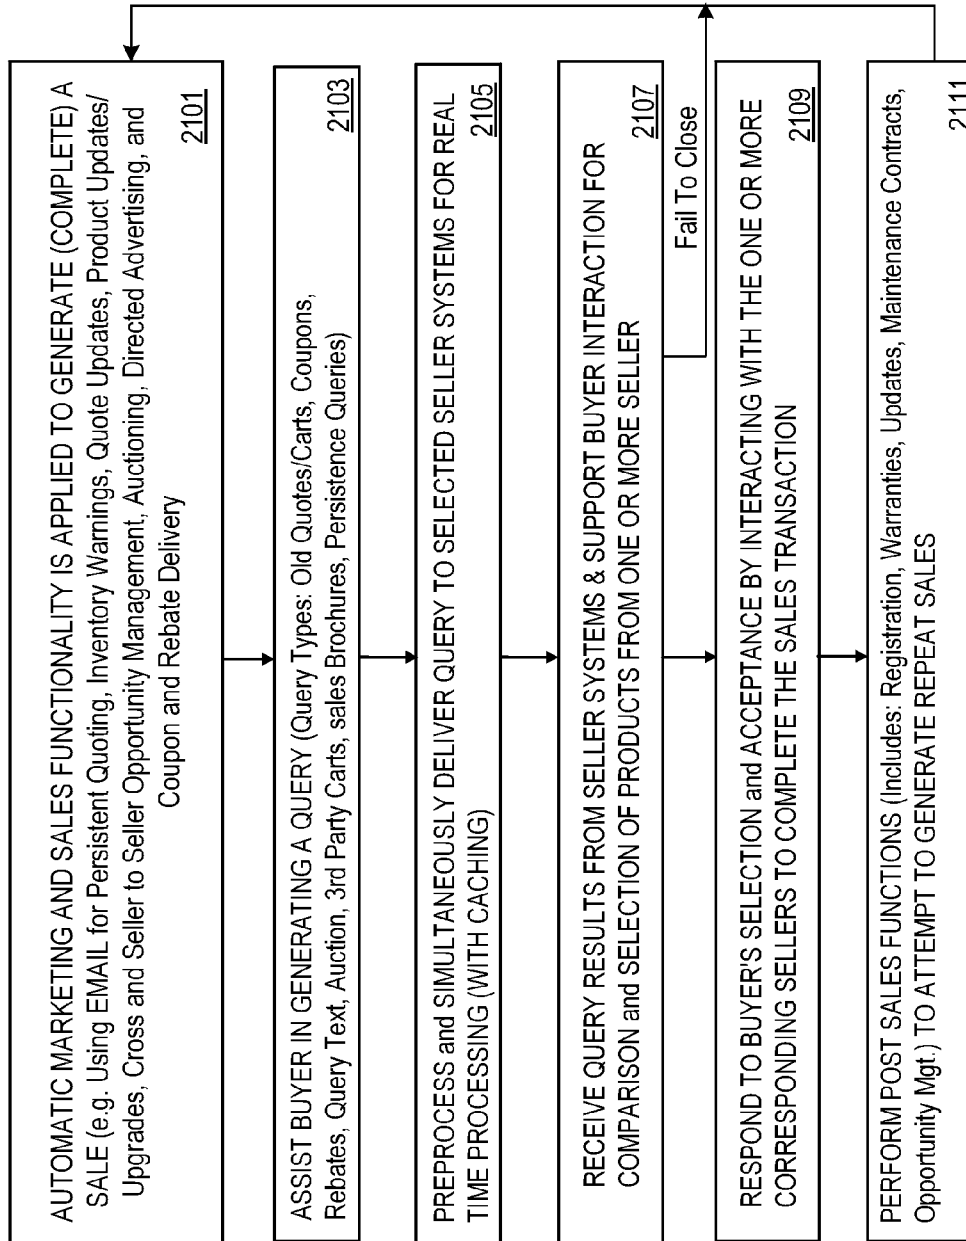 AUTOMATIC MARKETING AND SALES FUNCTIONALITY IS APPLIED TO GENERATE (COMPLETE) A
SALE (e.g. Using EMAIL for Persistent Quoting, Inventory Warnings, Quote Updates, Product Updates/
Upgrades, Cross and Seller to Seller Opportunity Management, Auctioning, Directed Advertising, and
Coupon and Rebate Delivery
2101
ASSIST BUYER IN GENERATING A QUERY (Query Types: Old Quotes/Carts, Coupons,
Rebates, Query Text, Auction, 3rd Party Carts, sales Brochures, Persistence Queries)
2103
PREPROCESS and SIMULTANEOUSLY DELIVER QUERY TO SELECTED SELLER SYSTEMS FOR REAL
TIME PROCESSING (WITH CACHING)
2105
RECEIVE QUERY RESULTS FROM SELLER SYSTEMS & SUPPORT BUYER INTERACTION FOR
COMPARISON and SELECTION OF PRODUCTS FROM ONE OR MORE SELLER
2107
Fail To Close
RESPOND TO BUYER'S SELECTION and ACCEPTANCE BY INTERACTING WITH THE ONE OR MORE
CORRESPONDING SELLERS TO COMPLETE THE SALES TRANSACTION
2109
PERFORM POST SALES FUNCTIONS (Includes: Registration, Warranties, Updates, Maintenance Contracts,
Opportunity Mgt.) TO ATTEMPT TO GENERATE REPEAT SALES
2111